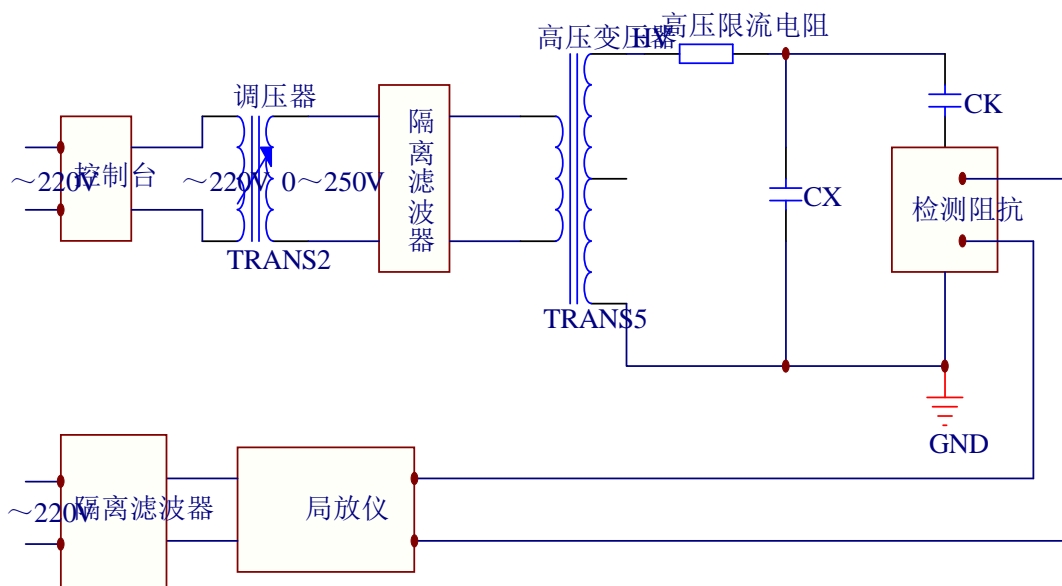 高压变压器
HV
高压限流电阻
调压器
隔离滤波器
CK
控制台
～220V
～220V
0～250V
CX
检测阻抗
TRANS2
TRANS5
GND
～220V
隔离滤波器
局放仪